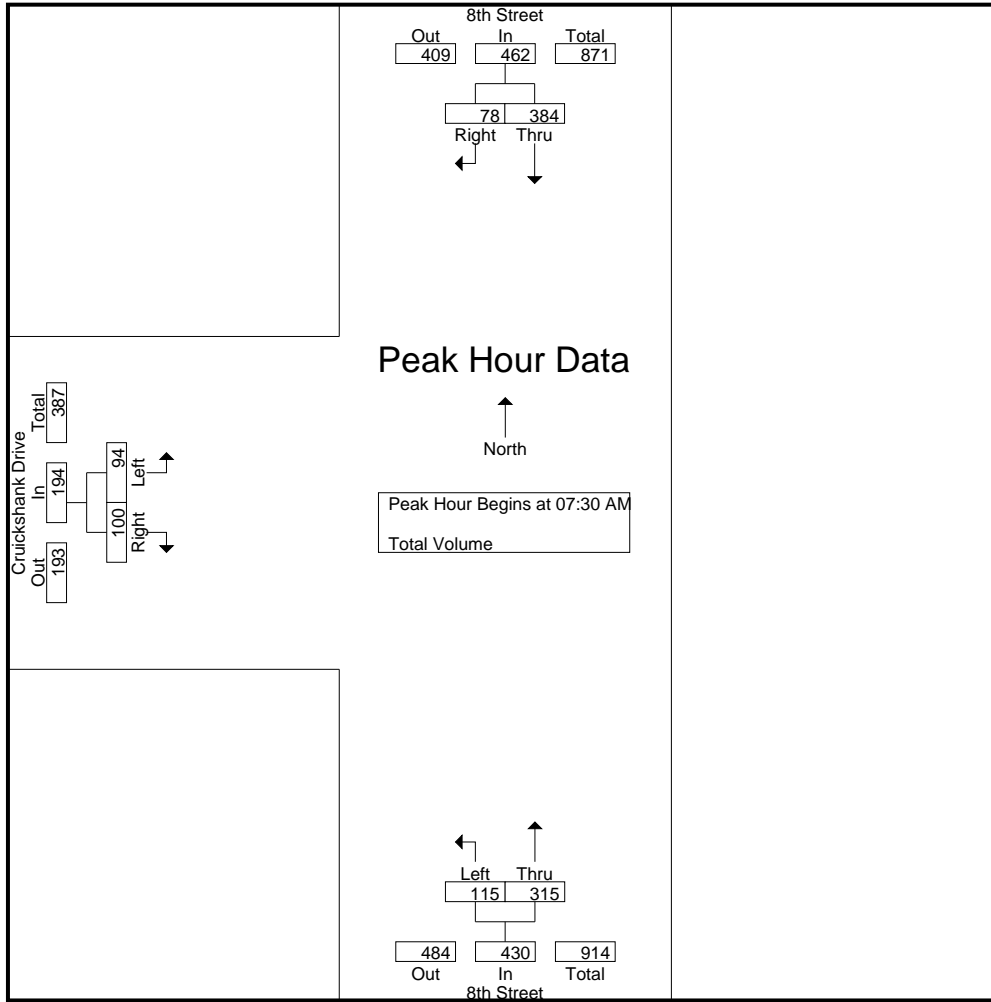 8th Street
Out In Total
409 462 871
78 384
Right Thru
Peak Hour Data
North
Peak Hour Begins at 07:30 AM
Total Volume
Cruickshank Drive
Out In Total
193 194 387
100 94
Right Left
Left Thru
115 315
484 430 914
Out In Total
8th Street